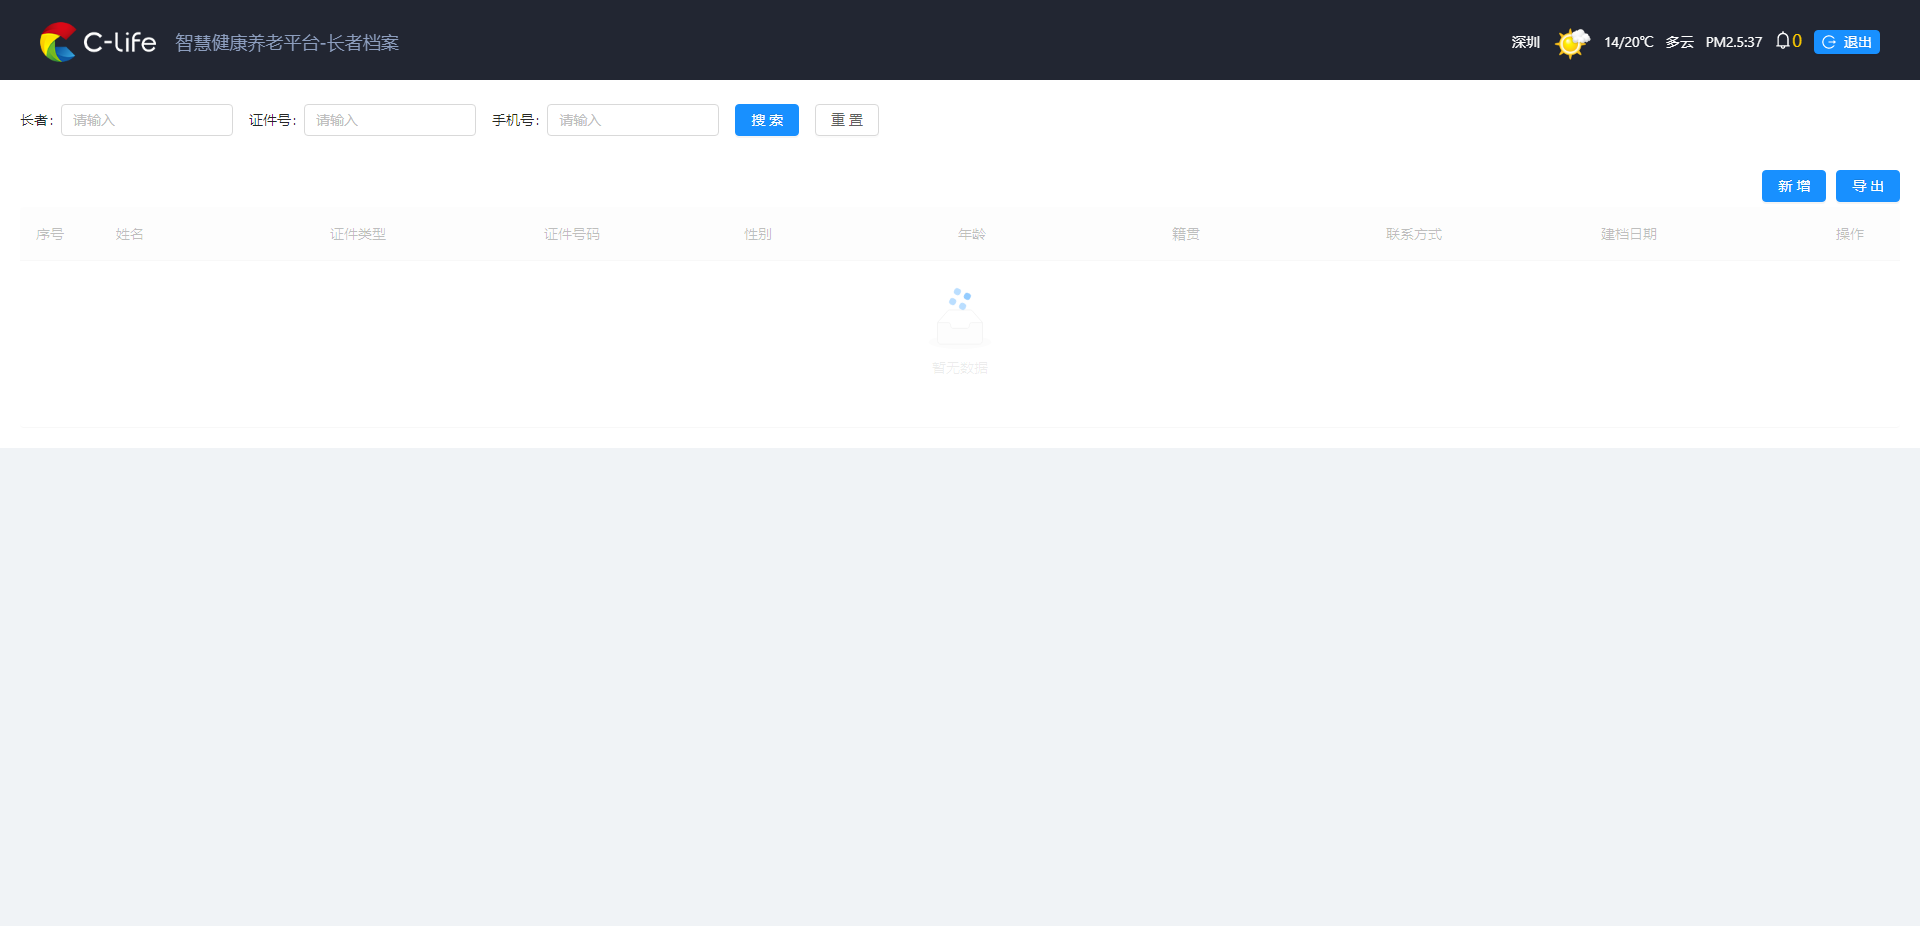 C-life 智慧健康养老平台-长者档案 深圳 14/20℃ 多云 PM2.5:37 0 退出
长者: 请输入 证件号: 请输入 手机号: 请输入 搜 索 重 置
新 增 导 出
序号 姓名 证件类型 证件号码 性别 年龄 籍贯 联系方式 建档日期 操作
暂无数据